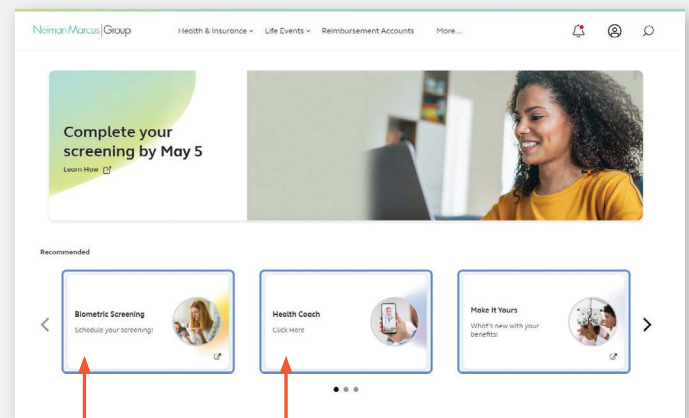 Neiman Marcus Group
Health & Insurance
Life Events
Reimbursement Accounts
More...
Complete your
screening by May 5
Learn How
Recommended
Biometric Screening
Schedule your screening!
Health Coach
Click Here
Make It Yours
What's new with your
benefits!